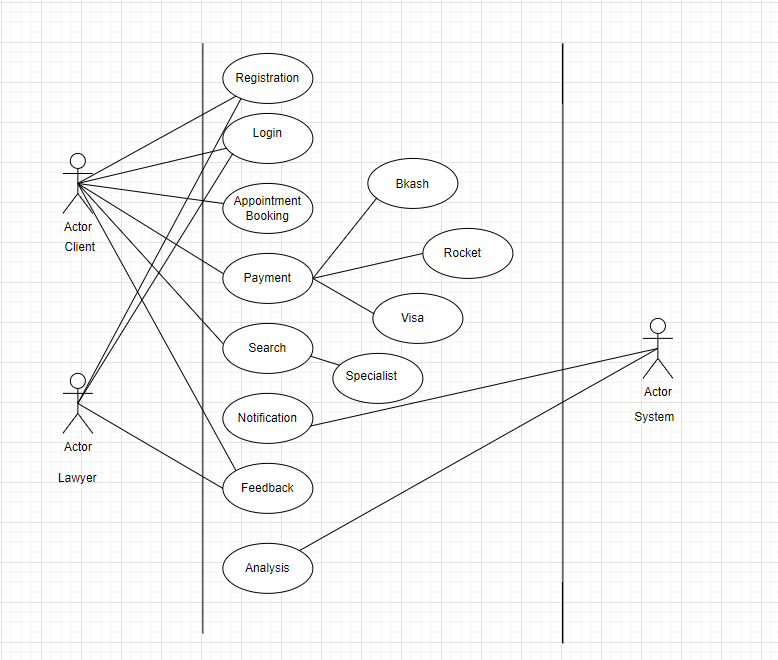 Registration
Login
Appointment
Booking
Payment
Search
Notification
Feedback
Analysis
Bkash
Rocket
Visa
Specialist
Actor
Client
Actor
Lawyer
Actor
System